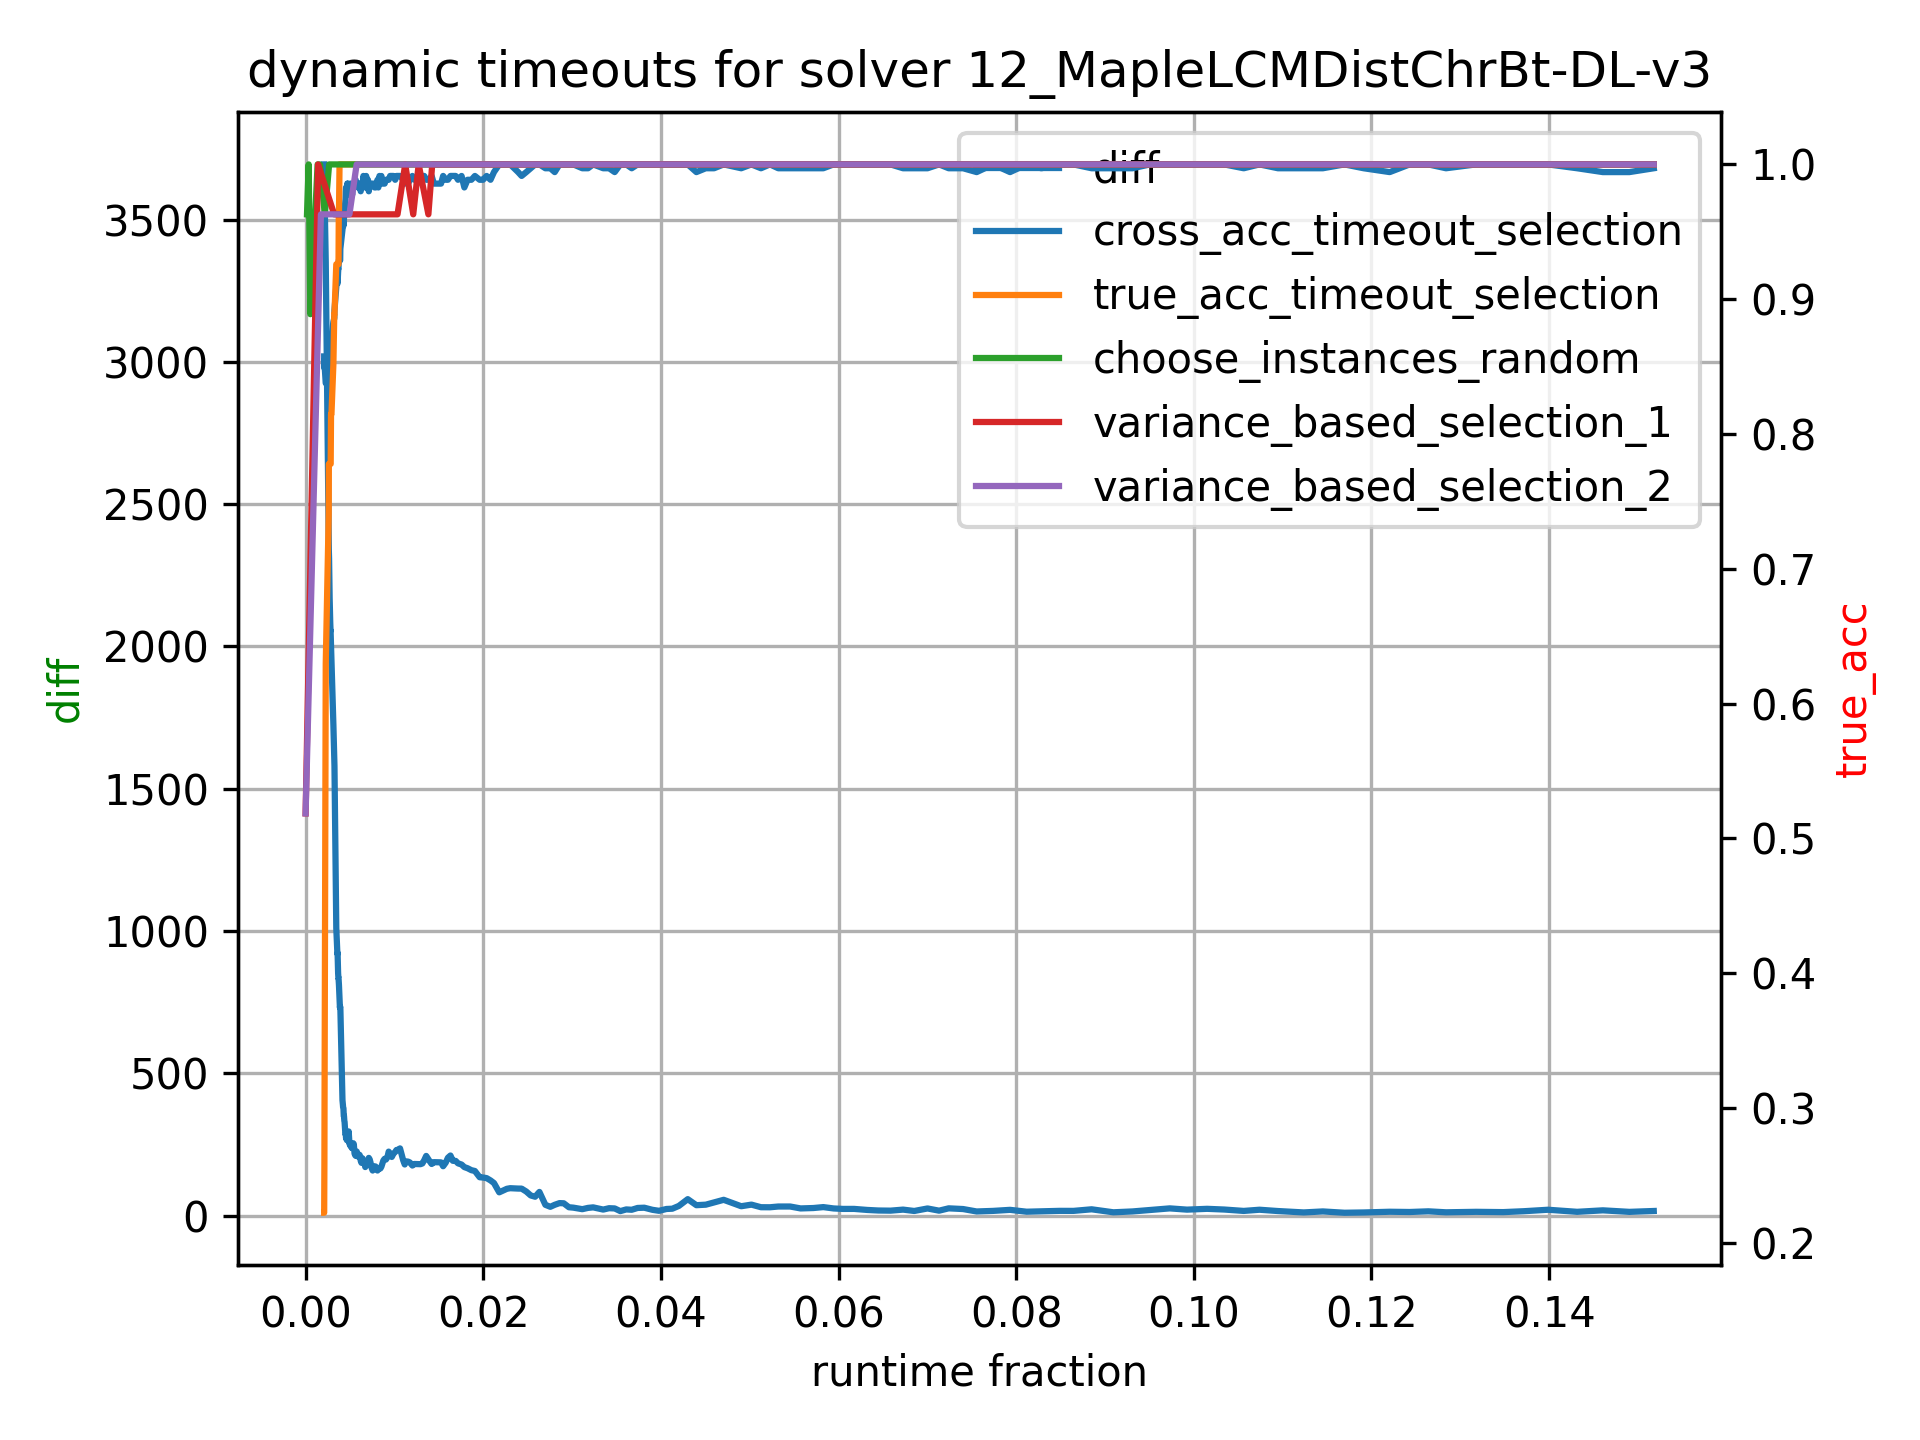 dynamic timeouts for solver 12_MapleLCMDistChrBt-DL-v3
diff
cross_acc_timeout_selection
true_acc_timeout_selection
choose_instances_random
variance_based_selection_1
variance_based_selection_2
3500
3000
2500
2000
1500
1000
500
0
diff
1.0
0.9
0.8
0.7
0.6
0.5
0.4
0.3
0.2
true_acc
0.00 0.02 0.04 0.06 0.08 0.10 0.12 0.14
runtime fraction